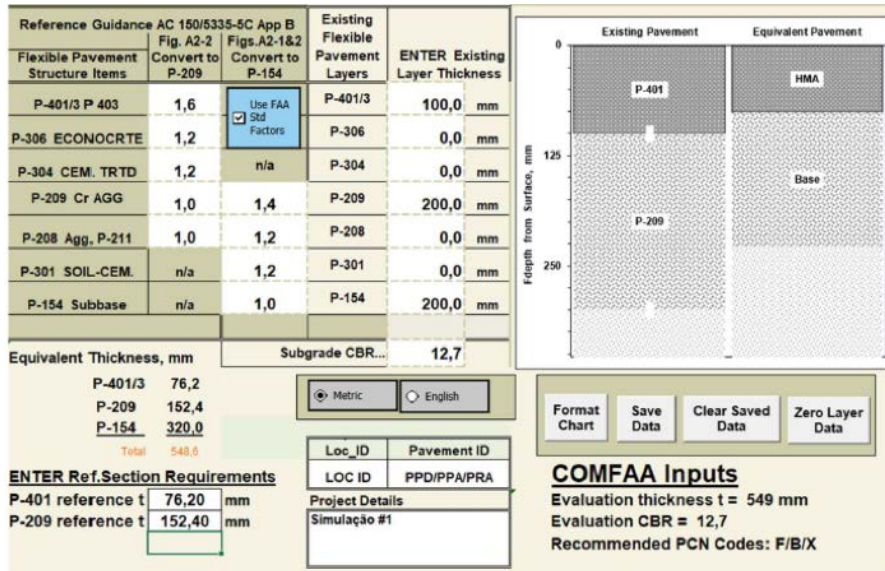 Reference Guidance AC 150/5335-5C App B
Existing Flexible Pavement Layers
ENTER Existing Layer Thickness
Flexible Pavement Structure Items
Fig. A2-2 Convert to P-209
Figs.A2-1&2 Convert to P-154
P-401/3 P 403 1,6 P-401/3 100,0 mm
Use FAA Std Factors
P-306 ECONOCRTE 1,2 P-306 0,0 mm
P-304 CEM. TRTD 1,2 n/a P-304 0,0 mm
P-209 Cr AGG 1,0 1,4 P-209 200,0 mm
P-208 Agg, P-211 1,0 1,2 P-208 0,0 mm
P-301 SOIL-CEM. n/a 1,2 P-301 0,0 mm
P-154 Subbase n/a 1,0 P-154 200,0 mm
Subgrade CBR... 12,7
Equivalent Thickness, mm
P-401/3 76,2
P-209 152,4
P-154 320,0
Total 548,6
ENTER Ref.Section Requirements
P-401 reference t 76,20 mm
P-209 reference t 152,40 mm
Metric English
Loc_ID Pavement ID
LOC ID PPD/PPA/PRA
Project Details
Simulação #1
Existing Pavement Equivalent Pavement
0
125
250
Fdepth from Surface, mm
P-401
HMA
Base
P-209
Format Chart
Save Data
Clear Saved Data
Zero Layer Data
COMFAA Inputs
Evaluation thickness t = 549 mm
Evaluation CBR = 12,7
Recommended PCN Codes: F/B/X